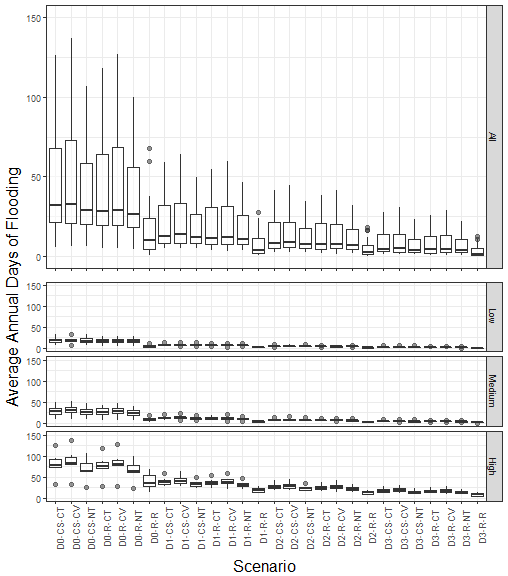 Average Annual Days of Flooding
150
100
50
0
All
150
100
50
0
Low
150
100
50
0
Medium
150
100
50
0
High
D0-CS-CT
D0-CS-CV
D0-CS-NT
D0-R-CT
D0-R-CV
D0-R-NT
D0-R-R
D1-CS-CT
D1-CS-CV
D1-CS-NT
D1-R-CT
D1-R-CV
D1-R-NT
D1-R-R
D2-CS-CT
D2-CS-CV
D2-CS-NT
D2-R-CT
D2-R-CV
D2-R-NT
D2-R-R
D3-CS-CT
D3-CS-CV
D3-CS-NT
D3-R-CT
D3-R-CV
D3-R-NT
D3-R-R
Scenario